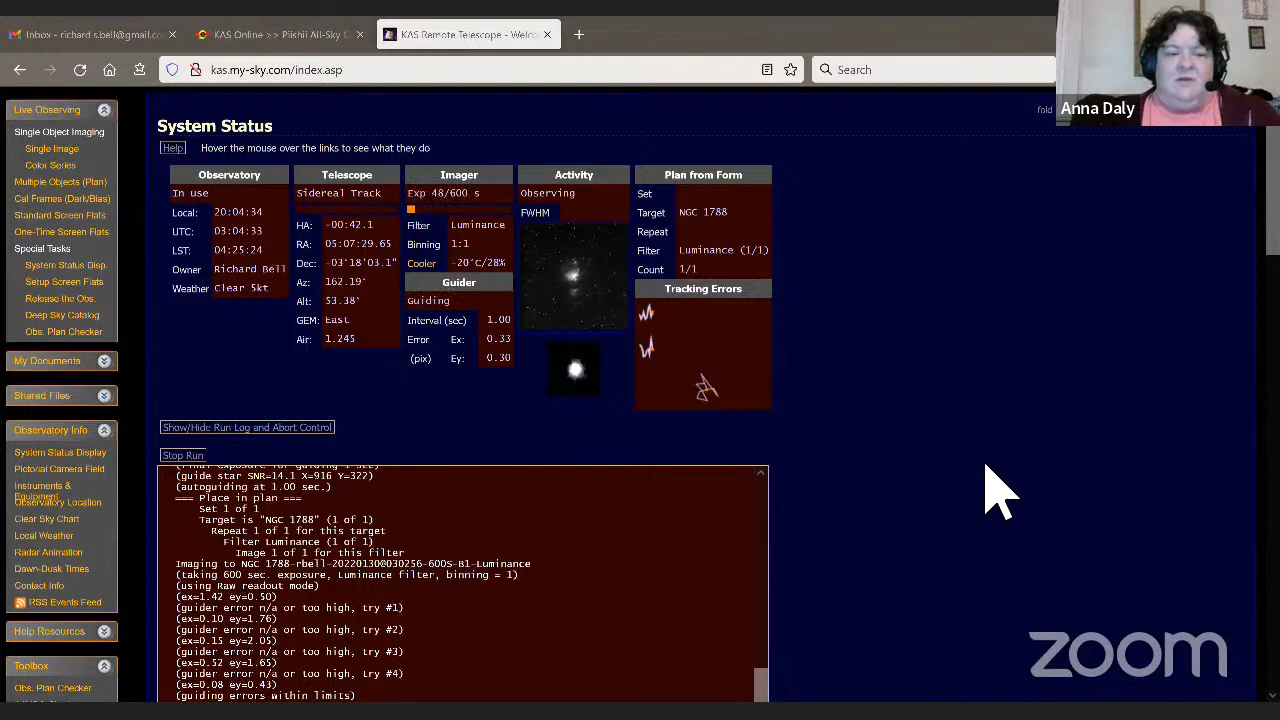 Inbox - richard.s.bell@gmail.co
KAS Online >> Piishii All-Sky C
KAS Remote Telescope - Welco
kas.my-sky.com/index.asp
Search
Anna Daly
Live Observing
Single Object Imaging
Single Image
Color Series
Multiple Objects (Plan)
Cal Frames (Dark/Bias)
Standard Screen Flats
One-Time Screen Flats
Special Tasks
System Status Disp.
Setup Screen Flats
Release the Obs.
Deep Sky Catalog
Obs. Plan Checker
My Documents
Shared Files
Observatory Info
System Status Display
Pictorial Camera Field
Instruments &
Equipment
Observatory Location
Clear Sky Chart
Local Weather
Radar Animation
Dawn-Dusk Times
Contact Info
RSS Events Feed
Help Resources
Toolbox
Obs. Plan Checker
fold
System Status
Help Hover the mouse over the links to see what they do
Observatory
In use
Local: 20:04:34
UTC: 03:04:33
LST: 04:25:24
Owner Richard Bell
Weather Clear 5kt
Telescope
Sidereal Track
HA: -00:42.1
RA: 05:07:29.65
Dec: -03°18'03.1"
Az: 162.19°
Alt: 53.38°
GEM: East
Air: 1.245
Imager
Exp 48/600 s
Filter Luminance
Binning 1:1
Cooler -20°C/28%
Guider
Guiding
Interval (sec) 1.00
Error Ex: 0.33
(pix) Ey: 0.30
Activity
Observing
FWHM
Plan from Form
Set
Target NGC 1788
Repeat
Filter Luminance (1/1)
Count 1/1
Tracking Errors
Show/Hide Run Log and Abort Control
Stop Run
(final exposure for guiding 1 sec)
(guide star SNR=14.1 X=916 Y=322)
(autoguiding at 1.00 sec.)
=== Place in plan ===
Set 1 of 1
Target is "NGC 1788" (1 of 1)
Repeat 1 of 1 for this target
Filter Luminance (1 of 1)
Image 1 of 1 for this filter
Imaging to NGC 1788-rbell-20220130@030256-600S-B1-Luminance
(taking 600 sec. exposure, Luminance filter, binning = 1)
(using Raw readout mode)
(ex=1.42 ey=0.50)
(guider error n/a or too high, try #1)
(ex=0.10 ey=1.76)
(guider error n/a or too high, try #2)
(ex=0.15 ey=2.05)
(guider error n/a or too high, try #3)
(ex=0.52 ey=1.65)
(guider error n/a or too high, try #4)
(ex=0.08 ey=0.43)
(guiding errors within limits)
zoom